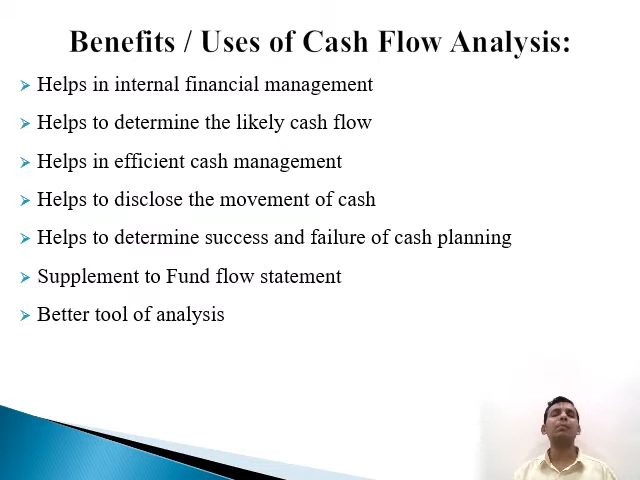 Benefits / Uses of Cash Flow Analysis:
Helps in internal financial management
Helps to determine the likely cash flow
Helps in efficient cash management
Helps to disclose the movement of cash
Helps to determine success and failure of cash planning
Supplement to Fund flow statement
Better tool of analysis